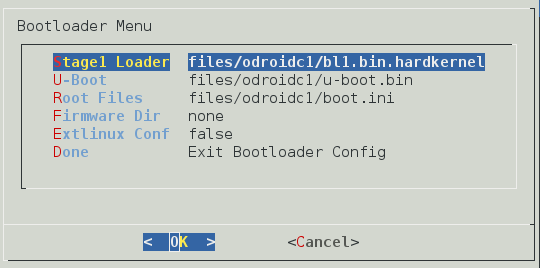 Bootloader Menu
Stage1 Loader files/odroidc1/bl1.bin.hardkernel
U-Boot files/odroidc1/u-boot.bin
Root Files files/odroidc1/boot.ini
Firmware Dir none
Extlinux Conf false
Done Exit Bootloader Config
< OK > <Cancel>